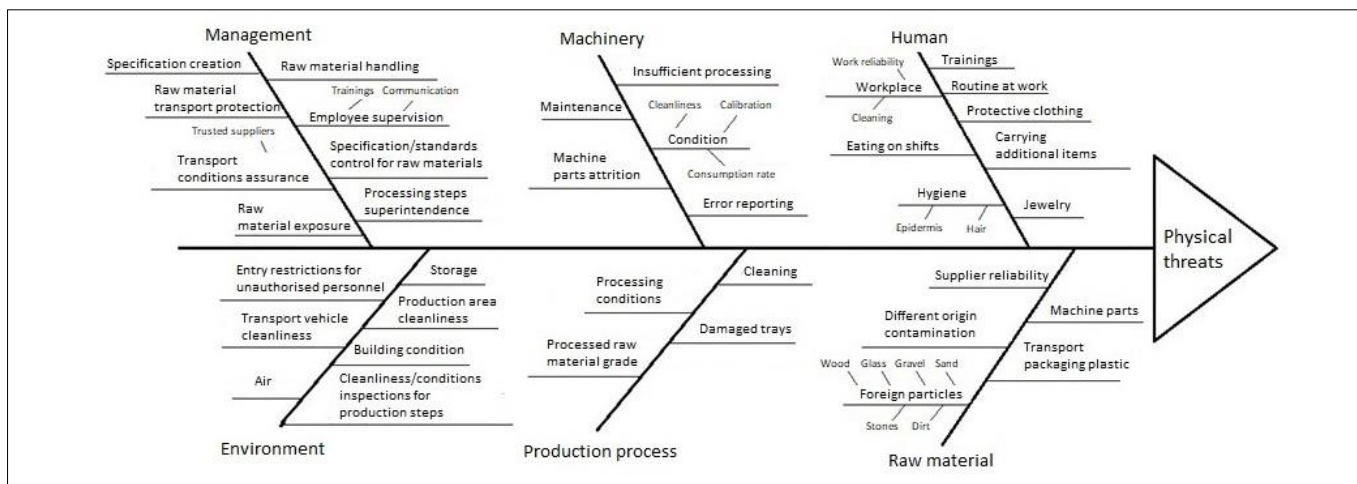 Management
Specification creation
Raw material handling
Raw material
transport protection
Trainings
Communication
Employee supervision
Trusted suppliers
Transport
conditions assurance
Specification/standards
control for raw materials
Processing steps
superintendence
Raw
material exposure
Machinery
Insufficient processing
Maintenance
Cleanliness
Calibration
Condition
Consumption rate
Machine
parts attrition
Error reporting
Human
Work reliability
Trainings
Workplace
Routine at work
Cleaning
Protective clothing
Eating on shifts
Carrying
additional items
Hygiene
Epidermis
Hair
Jewelry
Physical
threats
Entry restrictions for
unauthorised personnel
Storage
Transport vehicle
cleanliness
Production area
cleanliness
Building condition
Air
Cleanliness/conditions
inspections for
production steps
Environment
Processing
conditions
Cleaning
Processed raw
material grade
Damaged trays
Production process
Supplier reliability
Different origin
contamination
Machine parts
Transport
packaging plastic
Wood
Glass
Gravel
Sand
Foreign particles
Stones
Dirt
Raw material